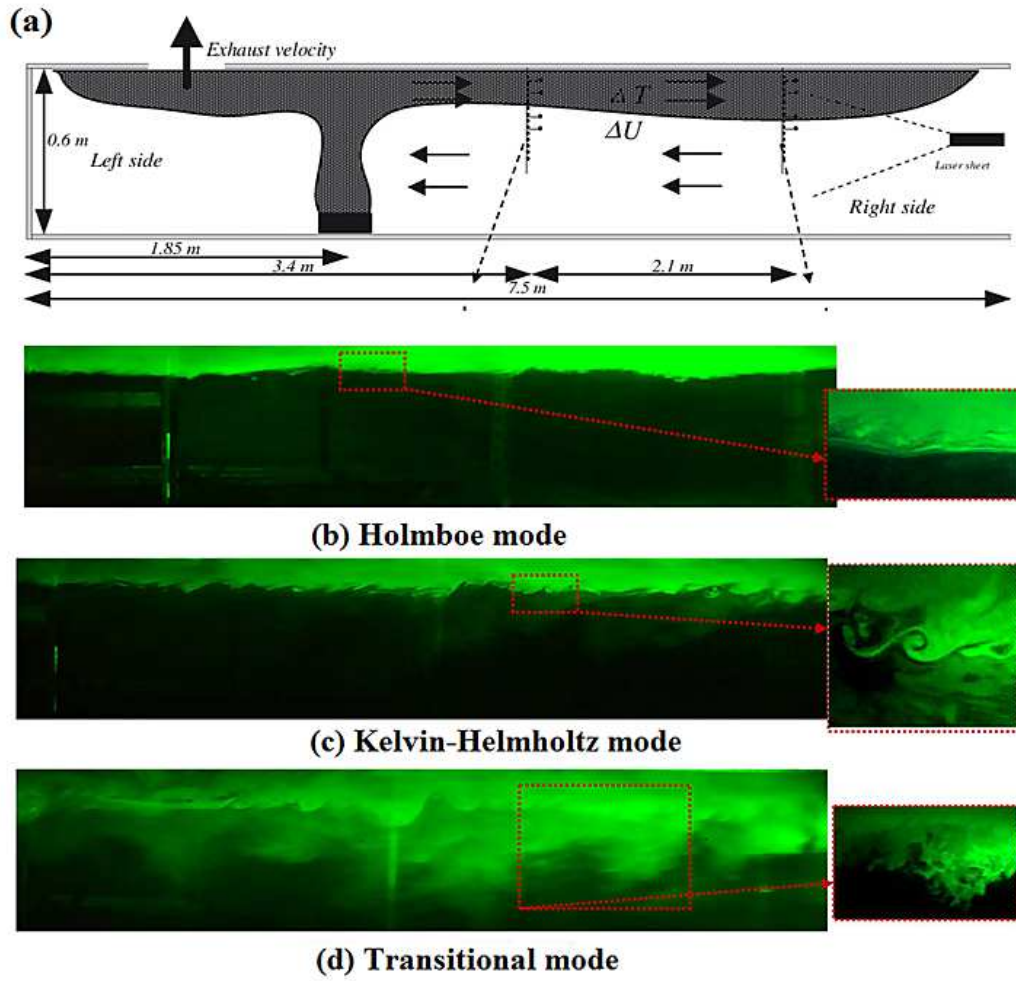 (a)
Exhaust velocity
0.6 m
Left side
Δ T
ΔU
Laser sheet
Right side
1.85 m
3.4 m
2.1 m
7.5 m
(b) Holmboe mode
(c) Kelvin-Helmholtz mode
(d) Transitional mode